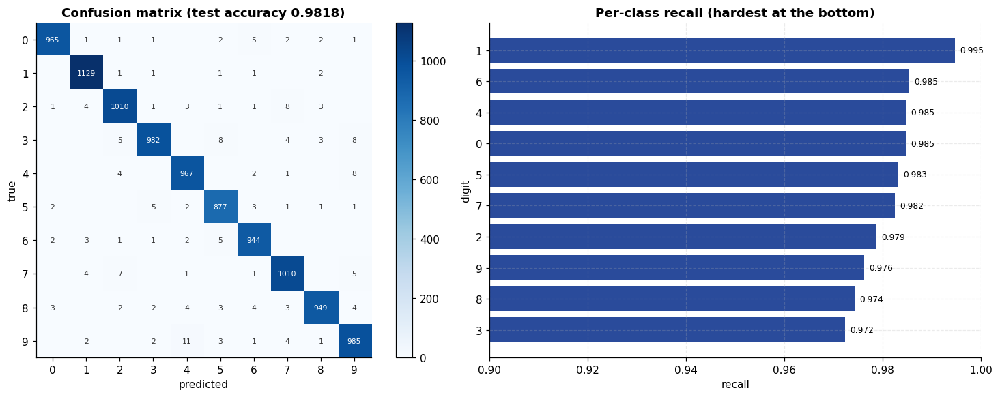 Confusion matrix (test accuracy 0.9818)
0 965 1 1 1 2 5 2 2 1
1 1129 1 1 1 1 2
2 1 4 1010 1 3 1 1 8 3
3 5 982 8 4 3 8
4 4 967 2 1 8
5 2 5 2 877 3 1 1 1
6 2 3 1 1 2 5 944
7 4 7 1 1 1010 5
8 3 2 2 4 3 4 3 949 4
9 2 2 11 3 1 4 1 985
0 1 2 3 4 5 6 7 8 9
predicted
true
1000
800
600
400
200
0
Per-class recall (hardest at the bottom)
1 0.995
6 0.985
4 0.985
0 0.985
5 0.983
7 0.982
2 0.979
9 0.976
8 0.974
3 0.972
0.90 0.92 0.94 0.96 0.98 1.00
recall
digit